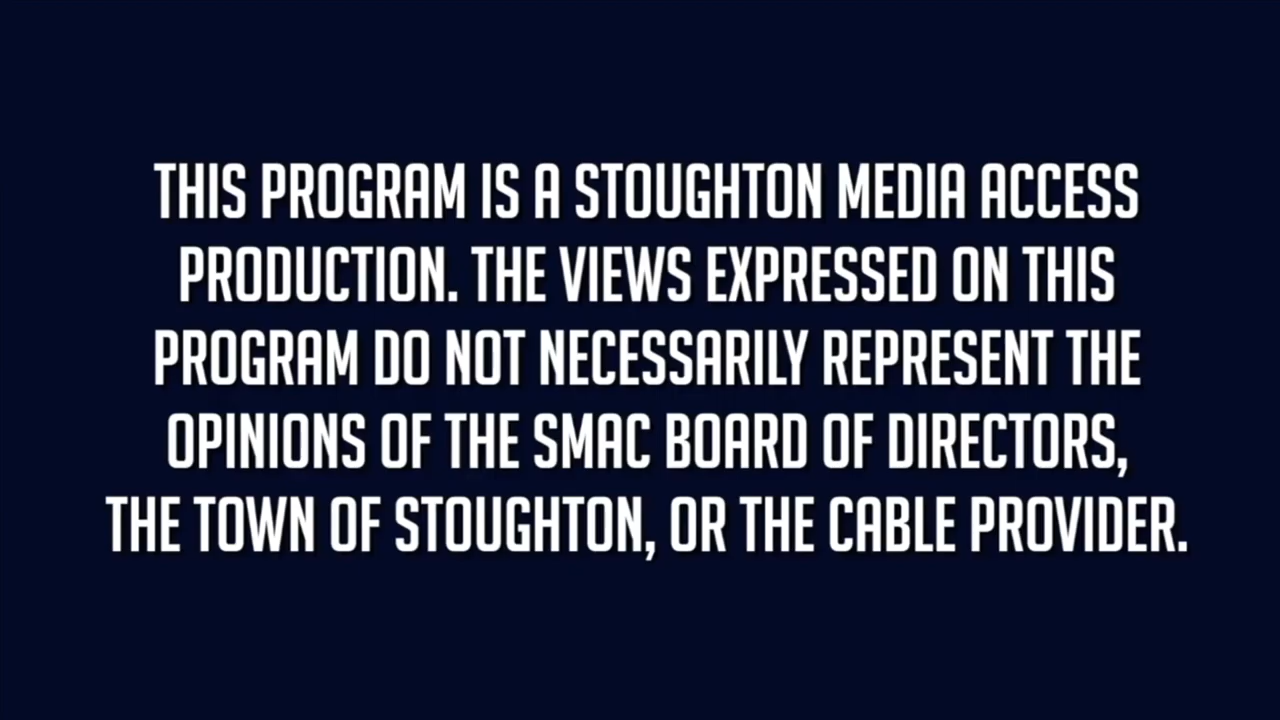 THIS PROGRAM IS A STOUGHTON MEDIA ACCESS
PRODUCTION. THE VIEWS EXPRESSED ON THIS
PROGRAM DO NOT NECESSARILY REPRESENT THE
OPINIONS OF THE SMAC BOARD OF DIRECTORS,
THE TOWN OF STOUGHTON, OR THE CABLE PROVIDER.